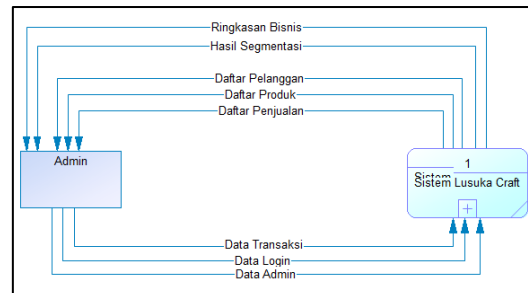 Ringkasan Bisnis
Hasil Segmentasi
Daftar Pelanggan
Daftar Produk
Daftar Penjualan
Admin
1
Sistem
Sistem Lusuka Craft
+
Data Transaksi
Data Login
Data Admin